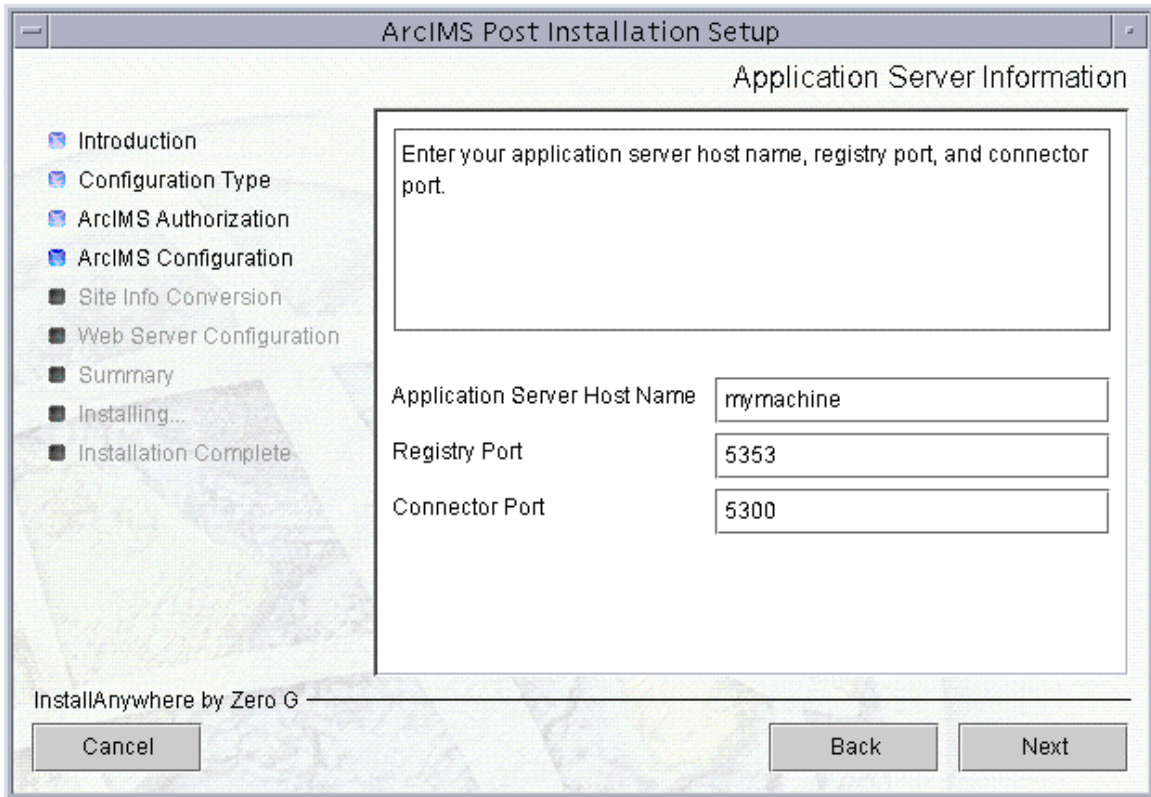 ArcIMS Post Installation Setup
Application Server Information
Introduction
Configuration Type
ArcIMS Authorization
ArcIMS Configuration
Site Info Conversion
Web Server Configuration
Summary
Installing...
Installation Complete
Enter your application server host name, registry port, and connector
port.
Application Server Host Name mymachine
Registry Port 5353
Connector Port 5300
InstallAnywhere by Zero G
Cancel Back Next